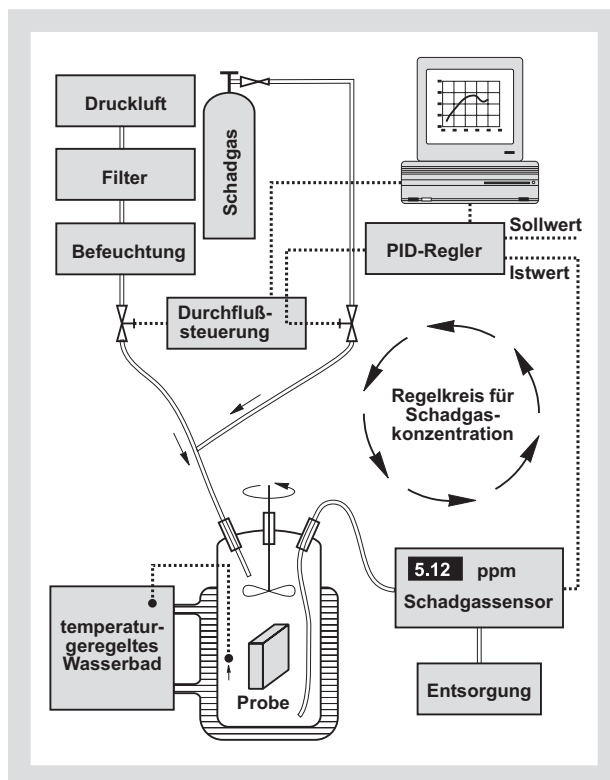 Druckluft
Filter
Befeuchtung
Schadgas
Sollwert
PID-Regler
Istwert
Durchfluß-
steuerung
Regelkreis für
Schadgas-
konzentration
5.12 ppm
Schadgassensor
temperatur-
geregeltes
Wasserbad
Probe
Entsorgung